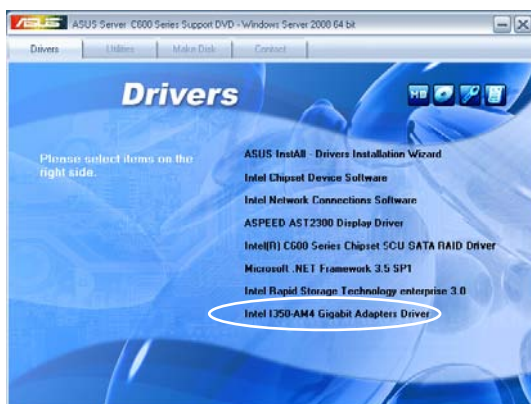 ASUS
ASUS Server C600 Series Support DVD - Windows Server 2008 64 bit
Drivers
Utilities
Make Disk
Contact
Drivers
Please select items on the
right side.
ASUS InstAll - Drivers Installation Wizard
Intel Chipset Device Software
Intel Network Connections Software
ASPEED AST2300 Display Driver
Intel(R) C600 Series Chipset SCU SATA RAID Driver
Microsoft .NET Framework 3.5 SP1
Intel Rapid Storage Technology enterprise 3.0
Intel I350-AM4 Gigabit Adapters Driver